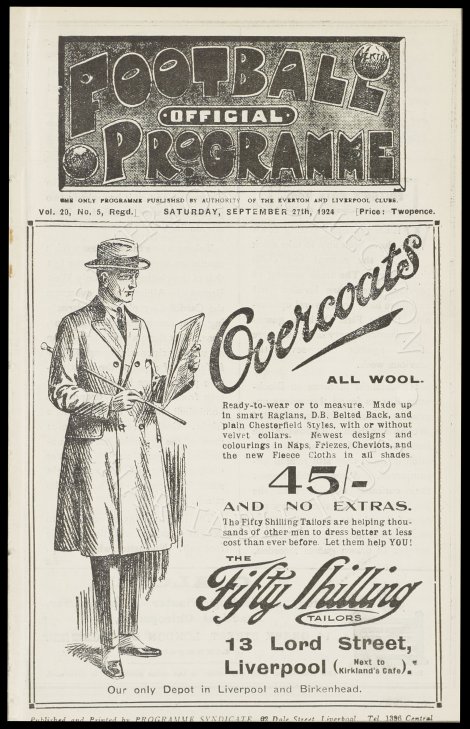 FOOTBALL
OFFICIAL
PROGRAMME
THE ONLY PROGRAMME PUBLISHED BY AUTHORITY OF THE EVERTON AND LIVERPOOL CLUBS.
Vol. 20, No. 5, Regd.] SATURDAY, SEPTEMBER 27th, 1924 [Price: Twopence.
Overcoats
ALL WOOL.
Ready-to-wear or to measure. Made up
in smart Raglans, D.B. Belted Back, and
plain Chesterfield Styles, with or without
velvet collars. Newest designs and
colourings in Naps, Friezes, Cheviots, and
the new Fleece Cloths in all shades.
45/-
AND NO EXTRAS.
The Fifty Shilling Tailors are helping thou-
sands of other men to dress better at less
cost than ever before. Let them help YOU!
THE
Fifty Shilling
TAILORS
13 Lord Street,
Liverpool (Next to Kirkland's Cafe).
Our only Depot in Liverpool and Birkenhead.
Published and Printed by PROGRAMME SYNDICATE, 92 Dale Street, Liverpool. Tel. 1396 Central